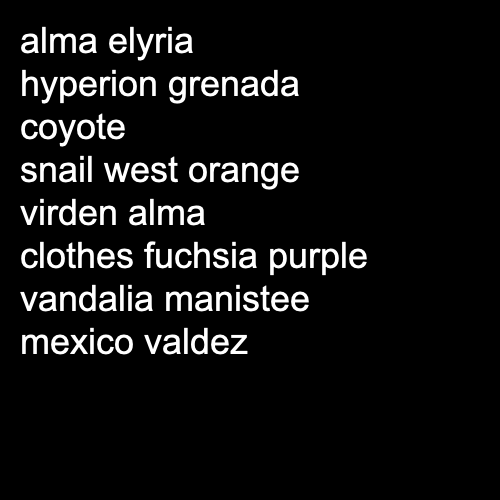 alma elyria
hyperion grenada
coyote
snail west orange
virden alma
clothes fuchsia purple
vandalia manistee
mexico valdez